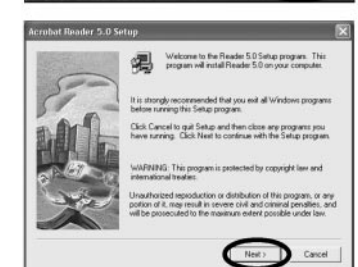 Acrobat Reader 5.0 Setup
Welcome to the Reader 5.0 Setup program. This
program will install Reader 5.0 on your computer.
It is strongly recommended that you exit all Windows programs
before running this Setup program.
Click Cancel to quit Setup and then close any programs you
have running. Click Next to continue with the Setup program.
WARNING: This program is protected by copyright law and
international treaties.
Unauthorized reproduction or distribution of this program, or any
portion of it, may result in severe civil and criminal penalties, and
will be prosecuted to the maximum extent possible under law.
Next > Cancel